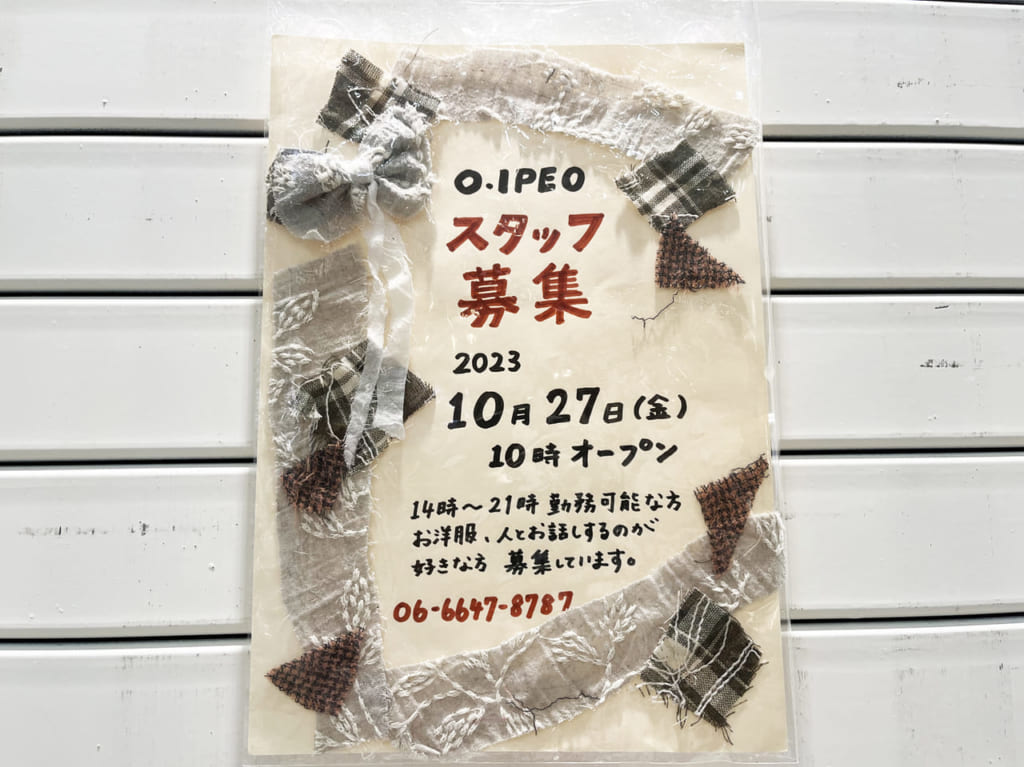 O.IPEO
スタッフ
募集
2023
10月27日(金)
10時オープン
14時〜21時 勤務可能な方
お洋服、人とお話しするのが
好きな方 募集しています。
06-6647-8787